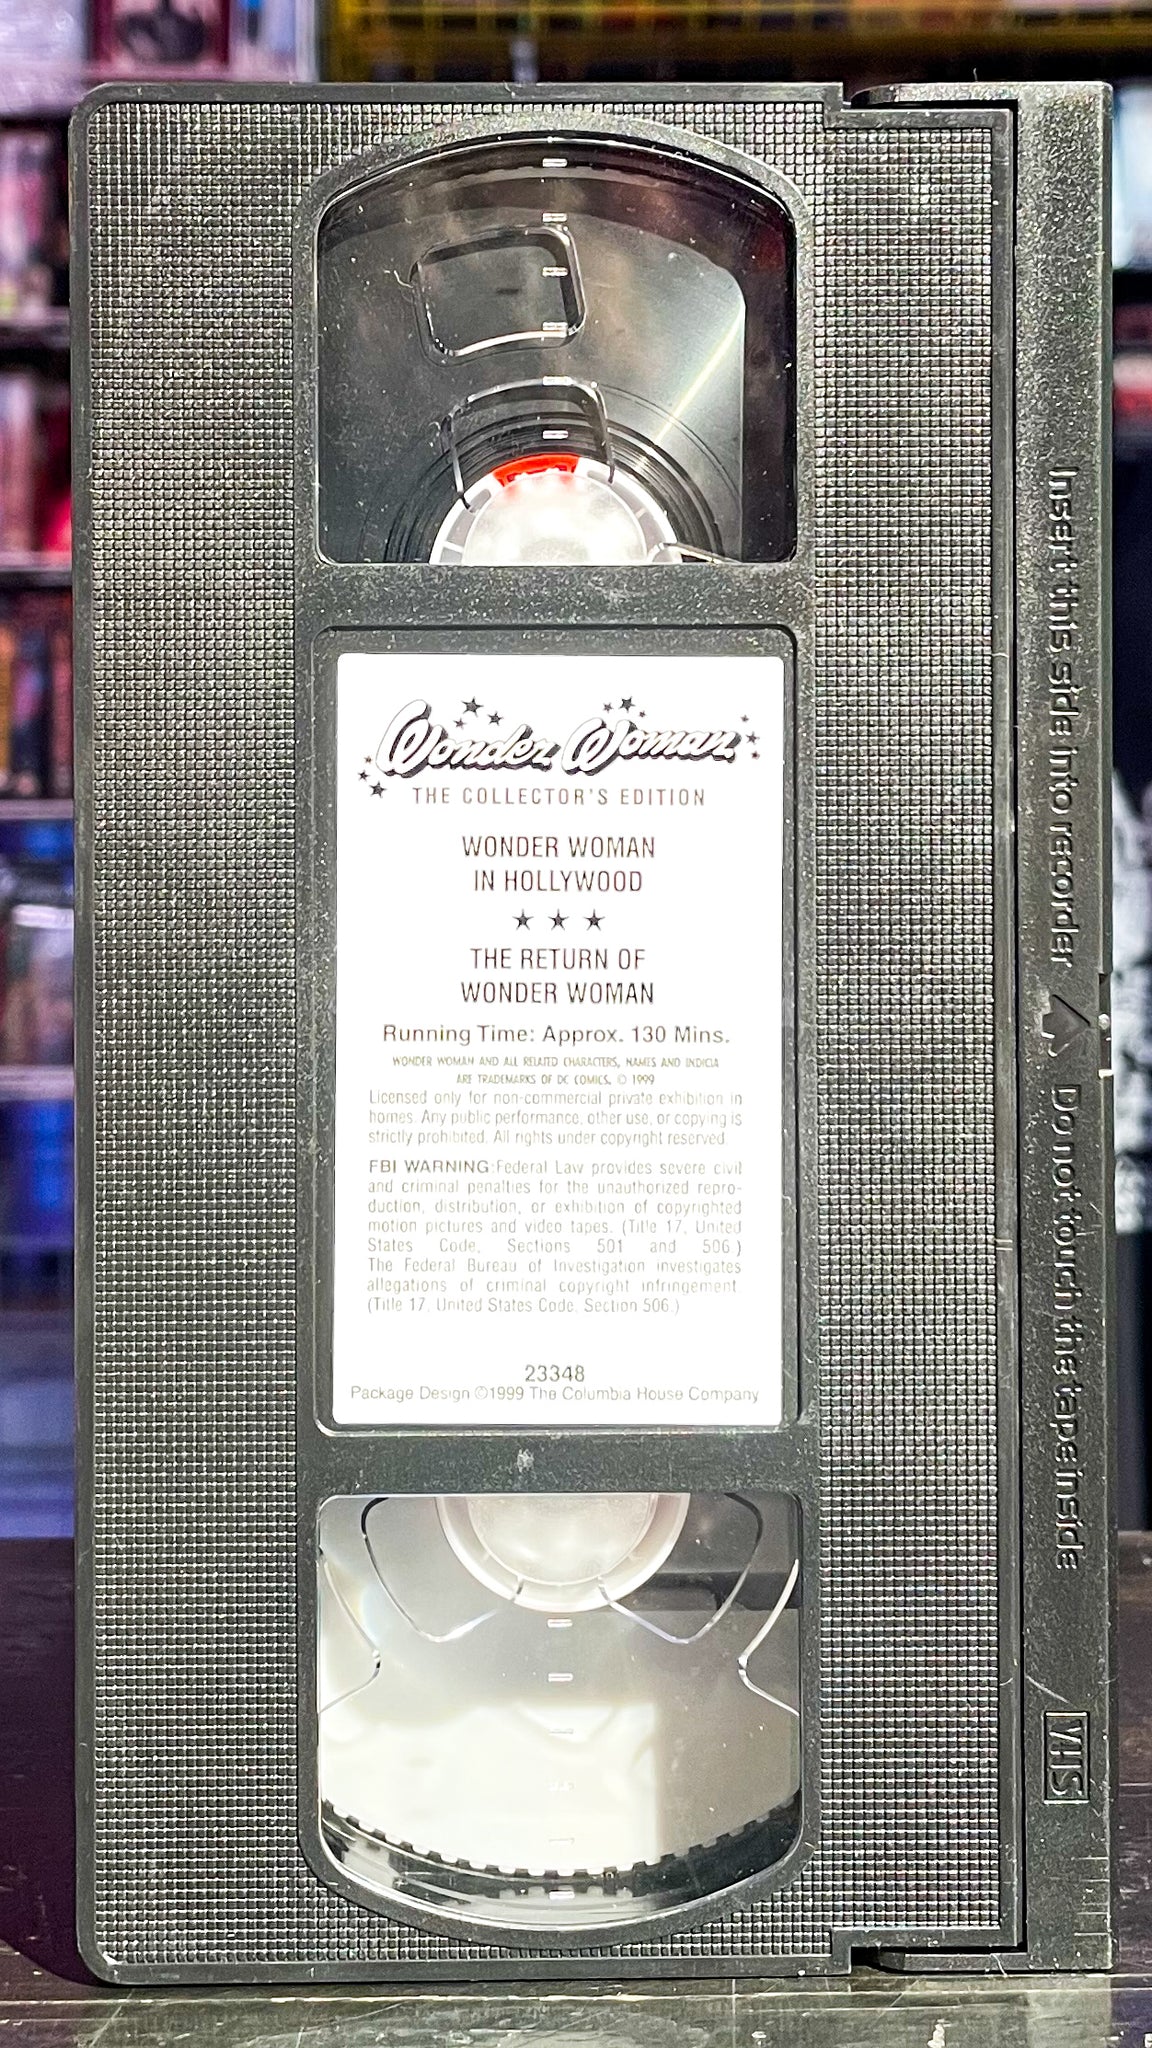 Wonder Woman
THE COLLECTOR'S EDITION
WONDER WOMAN
IN HOLLYWOOD
★ ★ ★
THE RETURN OF
WONDER WOMAN
Running Time: Approx. 130 Mins.
WONDER WOMAN AND ALL RELATED CHARACTERS, NAMES AND INDICIA
ARE TRADEMARKS OF DC COMICS. © 1999
Licensed only for non-commercial private exhibition in
homes. Any public performance, other use, or copying is
strictly prohibited. All rights under copyright reserved.
FBI WARNING: Federal Law provides severe civil
and criminal penalties for the unauthorized repro-
duction, distribution, or exhibition of copyrighted
motion pictures and video tapes. (Title 17, United
States Code, Sections 501 and 506.)
The Federal Bureau of Investigation investigates
allegations of criminal copyright infringement.
(Title 17, United States Code, Section 506.)
23348
Package Design ©1999 The Columbia House Company
Insert this side into recorder
Do not touch the tape inside
VHS